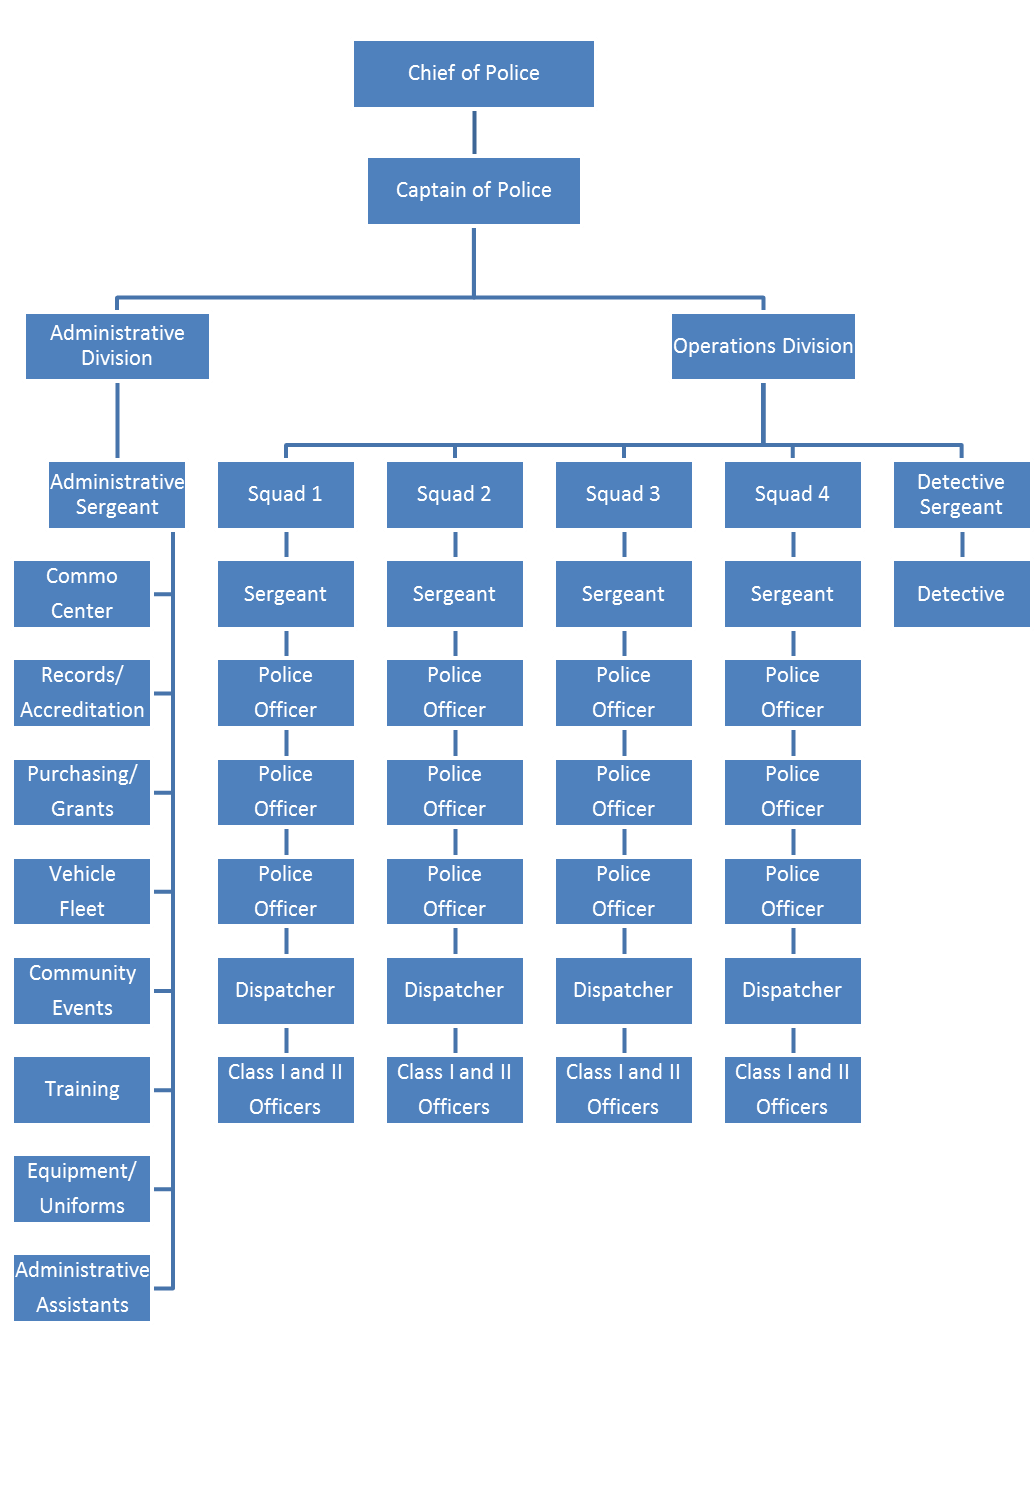 Chief of Police
Captain of Police
Administrative
Division
Operations Division
Administrative
Sergeant
Squad 1
Squad 2
Squad 3
Squad 4
Detective
Sergeant
Commo
Center
Sergeant
Sergeant
Sergeant
Sergeant
Detective
Records/
Accreditation
Police
Officer
Police
Officer
Police
Officer
Police
Officer
Purchasing/
Grants
Police
Officer
Police
Officer
Police
Officer
Police
Officer
Vehicle
Fleet
Police
Officer
Police
Officer
Police
Officer
Police
Officer
Community
Events
Dispatcher
Dispatcher
Dispatcher
Dispatcher
Training
Class I and II
Officers
Class I and II
Officers
Class I and II
Officers
Class I and II
Officers
Equipment/
Uniforms
Administrative
Assistants